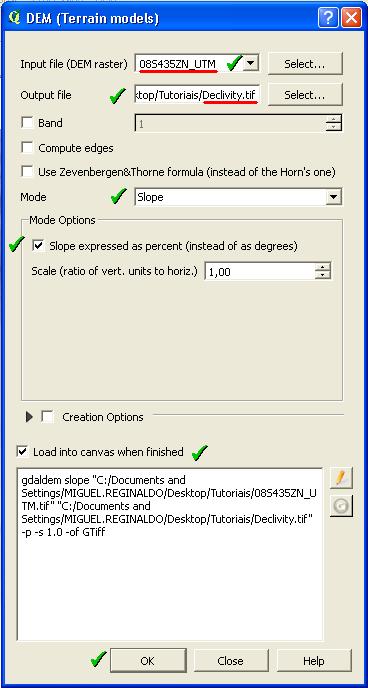 DEM (Terrain models)
Input file (DEM raster) 08S435ZN_UTM Select...
Output file ktop/Tutoriais/Declivity.tif Select...
Band 1
Compute edges
Use Zevenbergen&Thorne formula (instead of the Horn's one)
Mode Slope
Mode Options
Slope expressed as percent (instead of as degrees)
Scale (ratio of vert. units to horiz.) 1,00
Creation Options
Load into canvas when finished
gdaldem slope "C:/Documents and
Settings/MIGUEL.REGINALDO/Desktop/Tutoriais/08S435ZN_U
TM.tif" "C:/Documents and
Settings/MIGUEL.REGINALDO/Desktop/Tutoriais/Declivity.tif"
-p -s 1.0 -of GTiff
OK Close Help